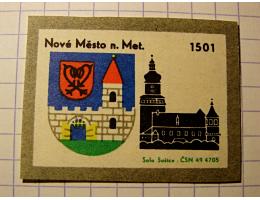 Nové Město n. Met. 1501
Solo Sušice . ČSN 49 4705